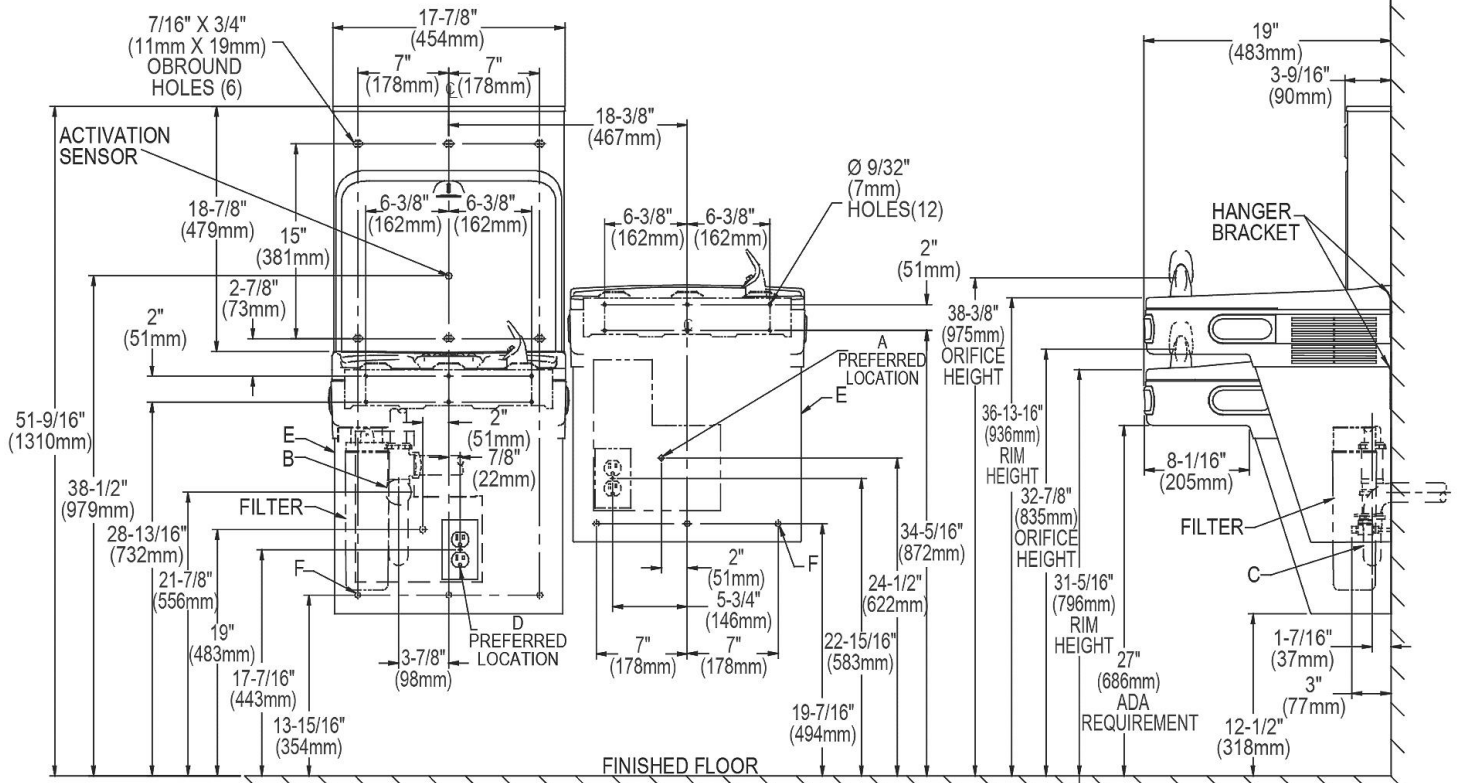 7/16" X 3/4"
(11mm X 19mm)
OBROUND
HOLES (6)
17-7/8"
(454mm)
7"
(178mm)
7"
(178mm)
℄
19"
(483mm)
3-9/16"
(90mm)
18-3/8"
(467mm)
ACTIVATION
SENSOR
Ø 9/32"
(7mm)
HOLES(12)
6-3/8"
(162mm)
6-3/8"
(162mm)
6-3/8"
(162mm)
6-3/8"
(162mm)
18-7/8"
(479mm)
15"
(381mm)
HANGER
BRACKET
2"
(51mm)
2-7/8"
(73mm)
2"
(51mm)
℄
38-3/8"
(975mm)
ORIFICE
HEIGHT
A
PREFERRED
LOCATION
E
51-9/16"
(1310mm)
36-13-16"
(936mm)
RIM
HEIGHT
2"
(51mm)
7/8"
(22mm)
E
B
FILTER
38-1/2"
(979mm)
28-13/16"
(732mm)
21-7/8"
(556mm)
8-1/16"
(205mm)
32-7/8"
(835mm)
ORIFICE
HEIGHT
FILTER
34-5/16"
(872mm)
F
F
2"
(51mm)
24-1/2"
(622mm)
31-5/16"
(796mm)
RIM
HEIGHT
C
5-3/4"
(146mm)
D
PREFERRED
LOCATION
19"
(483mm)
3-7/8"
(98mm)
7"
(178mm)
7"
(178mm)
22-15/16"
(583mm)
27"
(686mm)
ADA
REQUIREMENT
1-7/16"
(37mm)
3"
(77mm)
17-7/16"
(443mm)
13-15/16"
(354mm)
19-7/16"
(494mm)
12-1/2"
(318mm)
FINISHED FLOOR